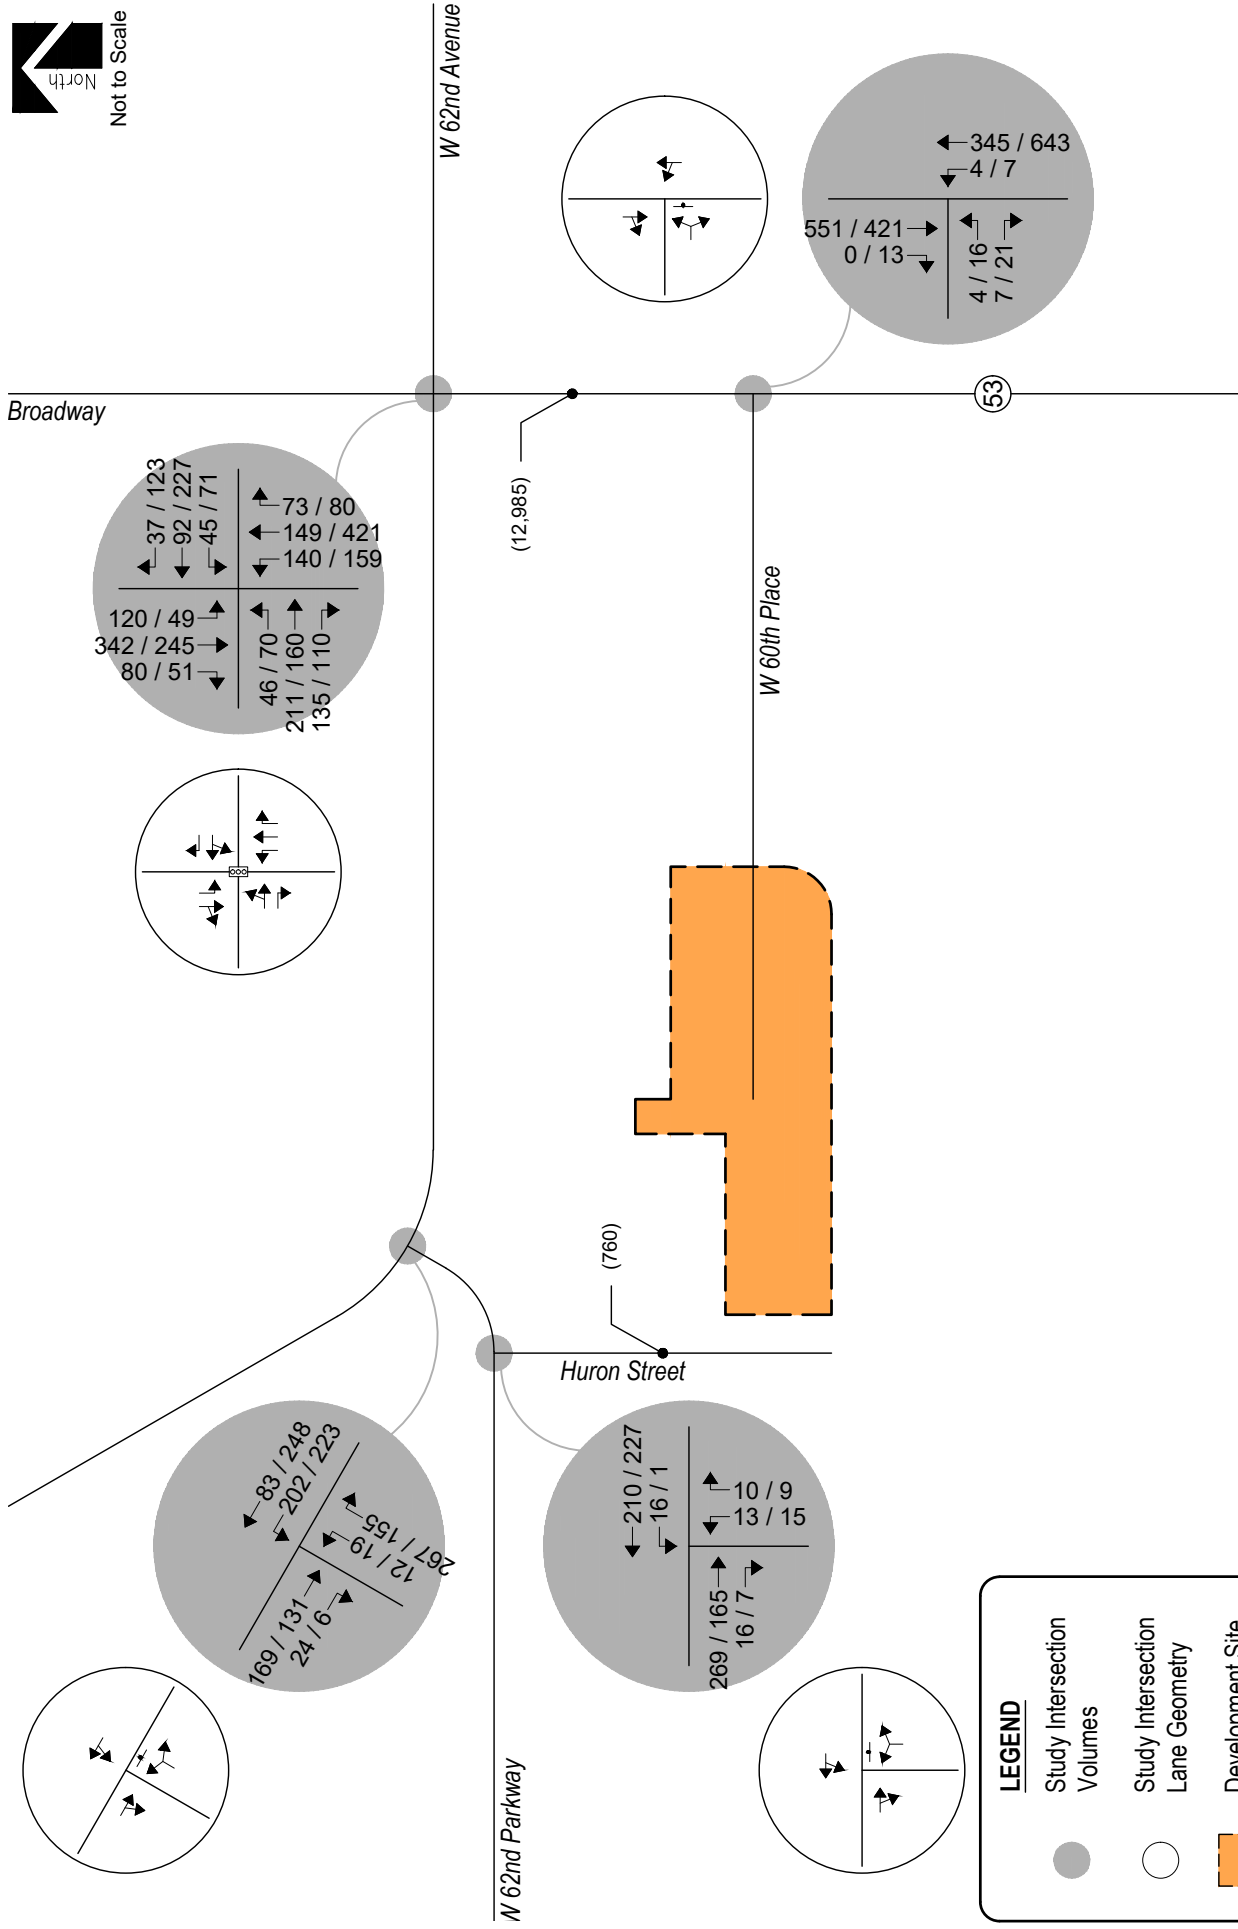 North
Not to Scale
W 62nd Avenue
345 / 643
4 / 7
551 / 421
0 / 13
4 / 16
7 / 21
Broadway
53
(12,985)
37 / 123
92 / 227
45 / 71
73 / 80
149 / 421
140 / 159
120 / 49
342 / 245
80 / 51
46 / 70
211 / 160
135 / 110
W 60th Place
(760)
Huron Street
83 / 248
202 / 223
267 / 155
12 / 19
169 / 131
24 / 6
210 / 227
16 / 1
10 / 9
13 / 15
269 / 165
16 / 7
W 62nd Parkway
LEGEND
Study Intersection
Volumes
Study Intersection
Lane Geometry
Development Site